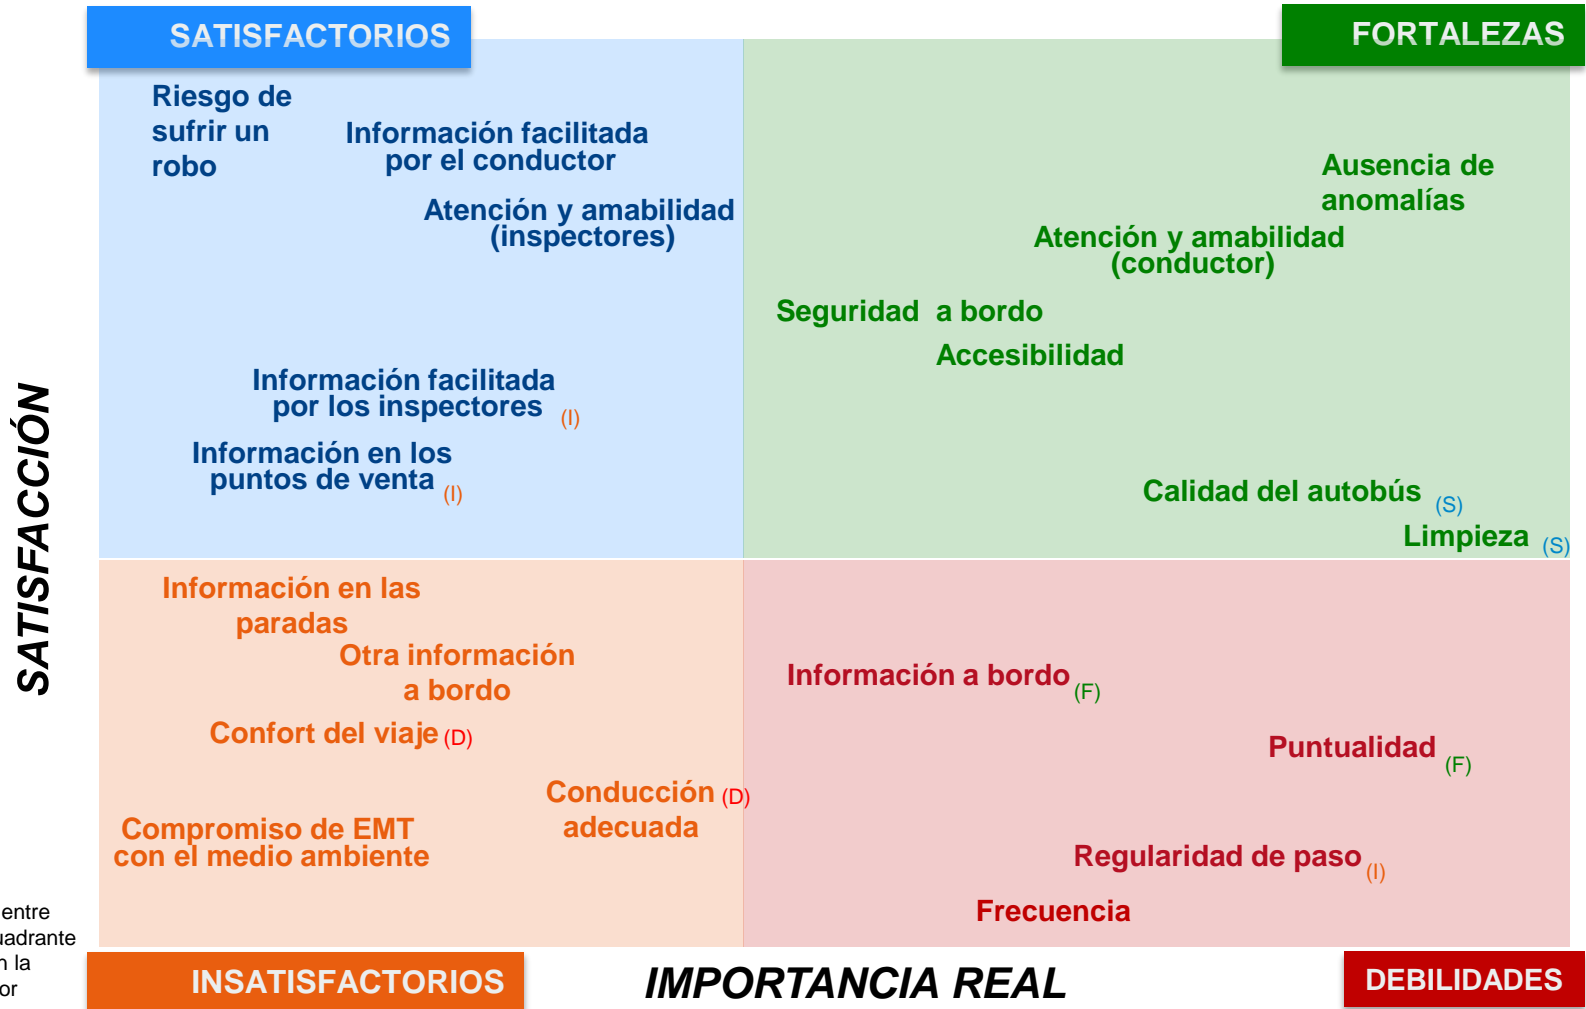 SATISFACTORIOS
FORTALEZAS
Riesgo de
sufrir un
robo
Información facilitada
por el conductor
Atención y amabilidad
(inspectores)
Información facilitada
por los inspectores (I)
Información en los
puntos de venta (I)
Ausencia de
anomalías
Atención y amabilidad
(conductor)
Seguridad a bordo
Accesibilidad
Calidad del autobús (S)
Limpieza (S)
SATISFACCIÓN
Información en las
paradas
Otra información
a bordo
Confort del viaje (D)
Conducción (D)
adecuada
Compromiso de EMT
con el medio ambiente
Información a bordo (F)
Puntualidad (F)
Regularidad de paso (I)
Frecuencia
entre
uadrante
n la
or
INSATISFACTORIOS
IMPORTANCIA REAL
DEBILIDADES